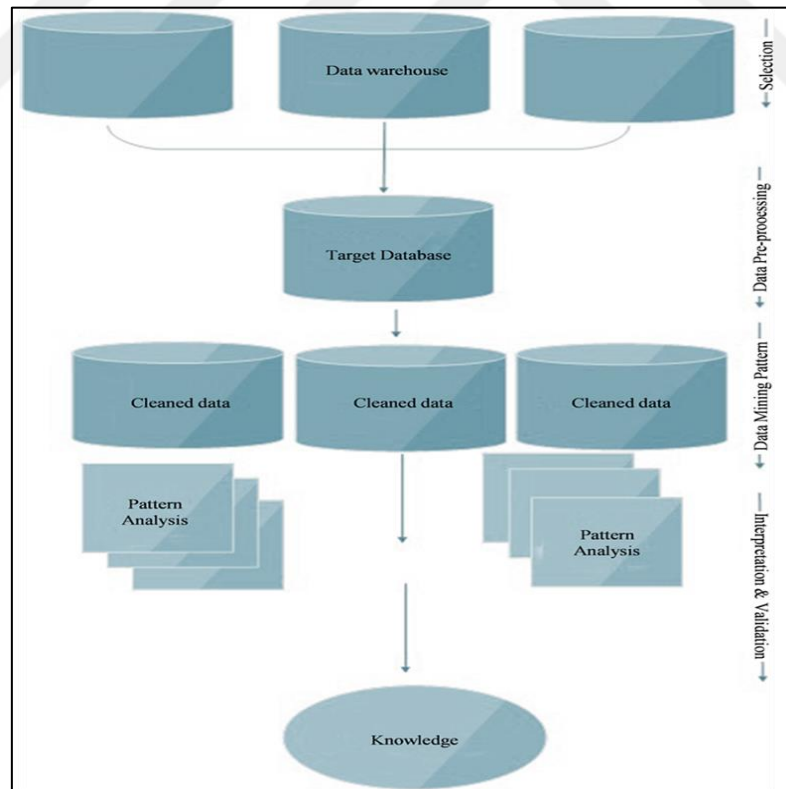 Data warehouse
Selection
Target Database
Data Pre-prooessing
Cleaned data
Cleaned data
Cleaned data
Data Mining Pattern
Pattern
Analysis
Pattern
Analysis
Interpretation & Validation
Knowledge